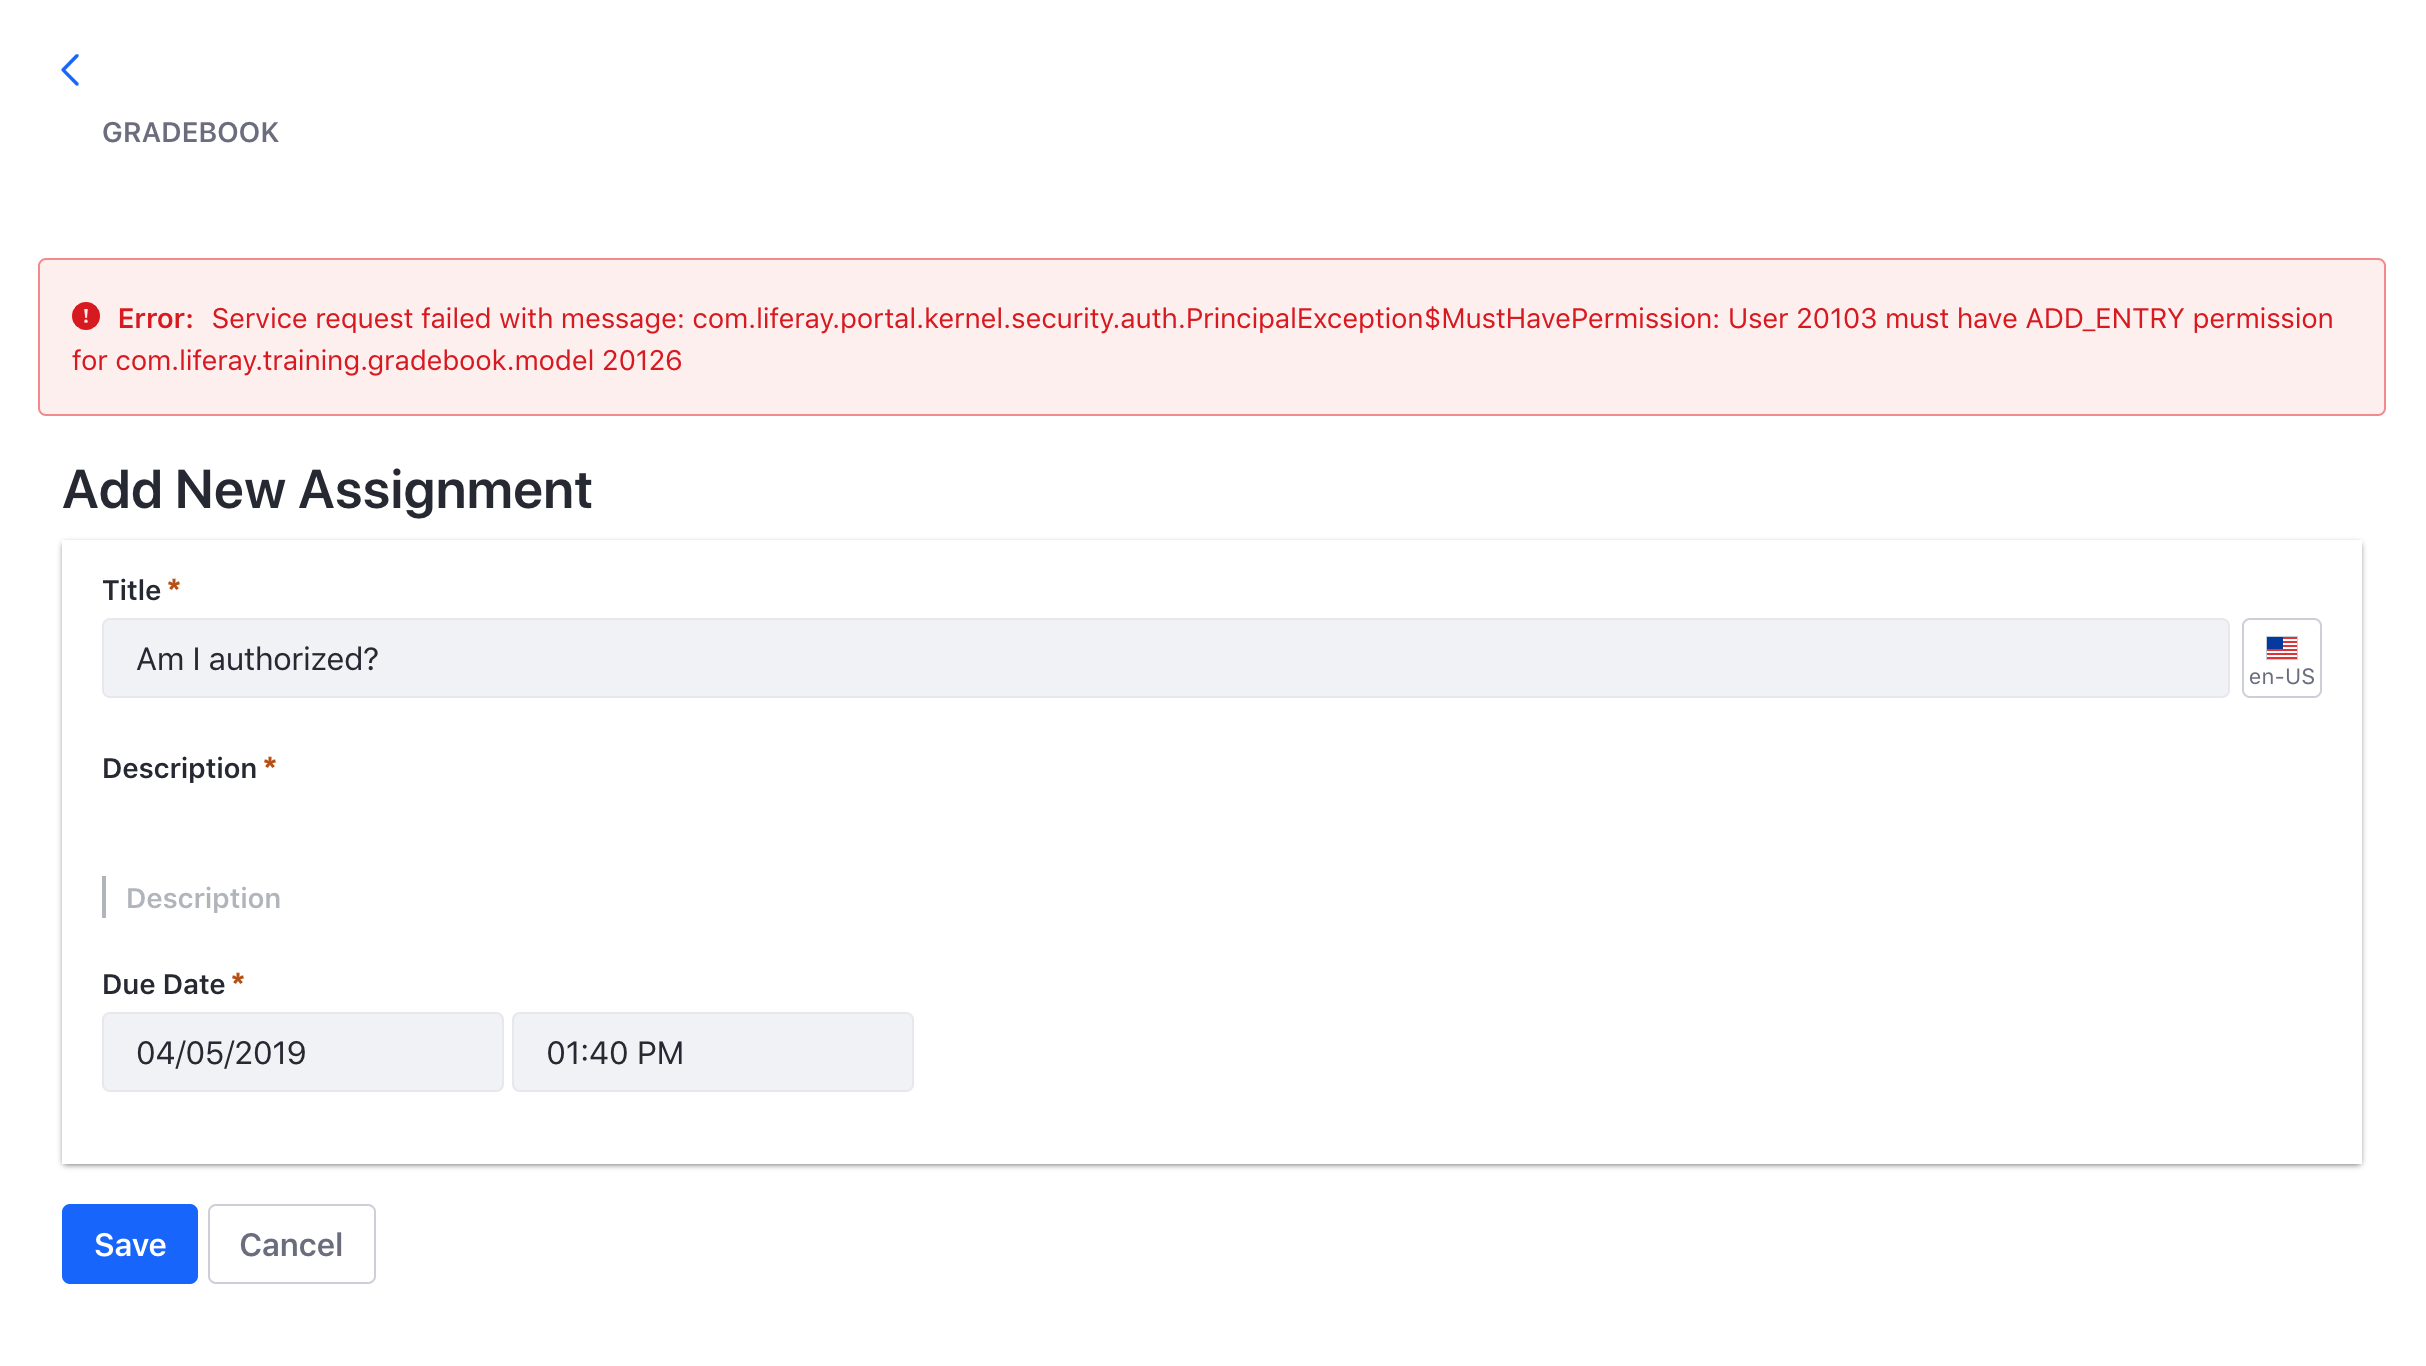 GRADEBOOK
Error: Service request failed with message: com.liferay.portal.kernel.security.auth.PrincipalException$MustHavePermission: User 20103 must have ADD_ENTRY permission
for com.liferay.training.gradebook.model 20126
Add New Assignment
Title *
Am I authorized?
en-US
Description *
Description
Due Date *
04/05/2019 01:40 PM
Save Cancel